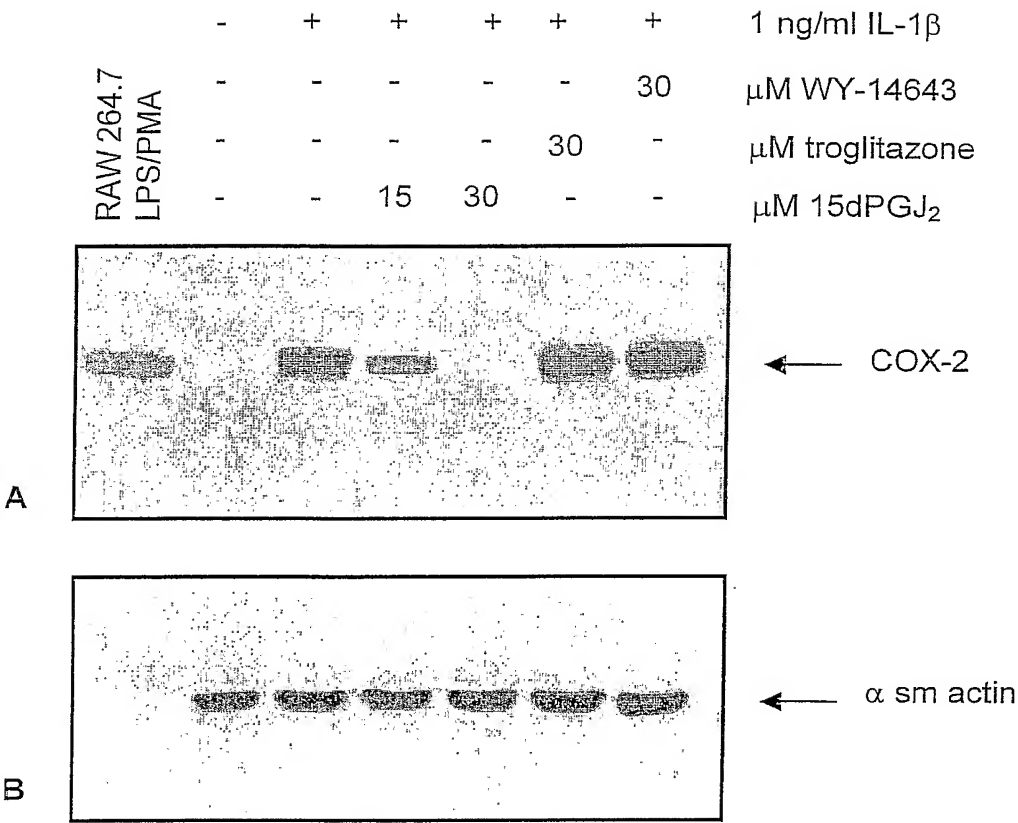 RAW 264.7
LPS/PMA
- + + + + + 1 ng/ml IL-1β
- - - - - 30 μM WY-14643
- - - - 30 - μM troglitazone
- - 15 30 - - μM 15dPGJ₂
COX-2
A
α sm actin
B